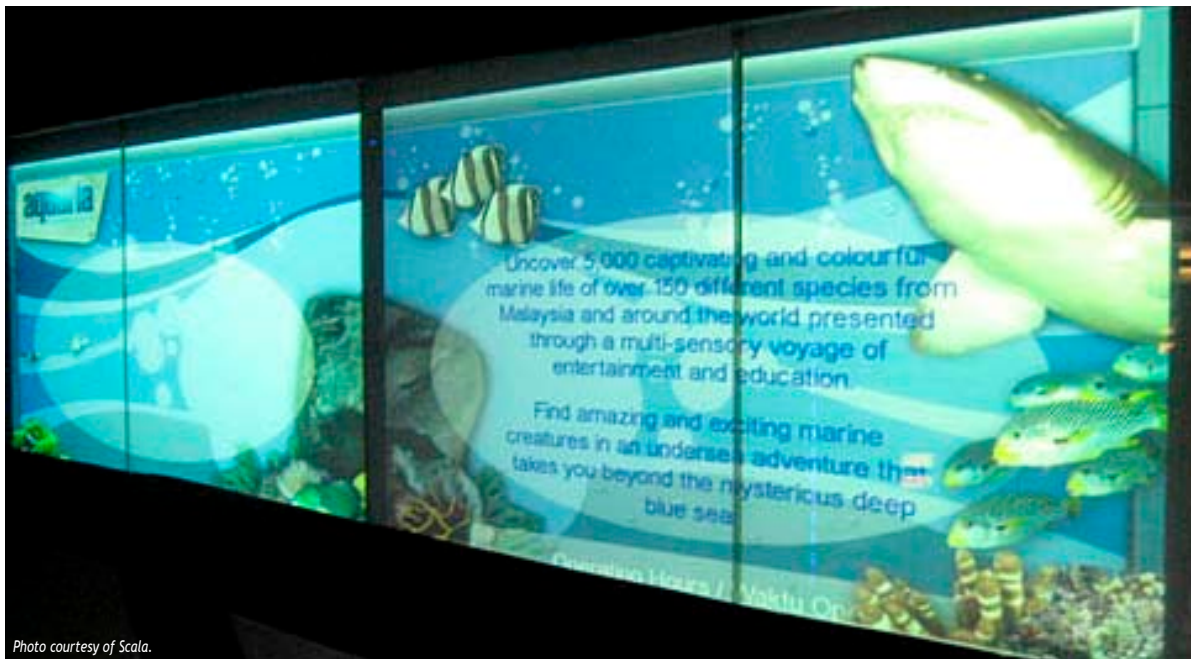 aquaria
Uncover 5,000 captivating and colourful
marine life of over 150 different species from
Malaysia and around the world presented
through a multi-sensory voyage of
entertainment and education.
Find amazing and exciting marine
creatures in an undersea adventure that
takes you beyond the mysterious deep
blue sea.
Operating Hours / Waktu Op
Photo courtesy of Scala.